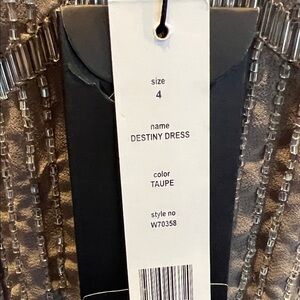 size
4
name
DESTINY DRESS
color
TAUPE
style no
W70358